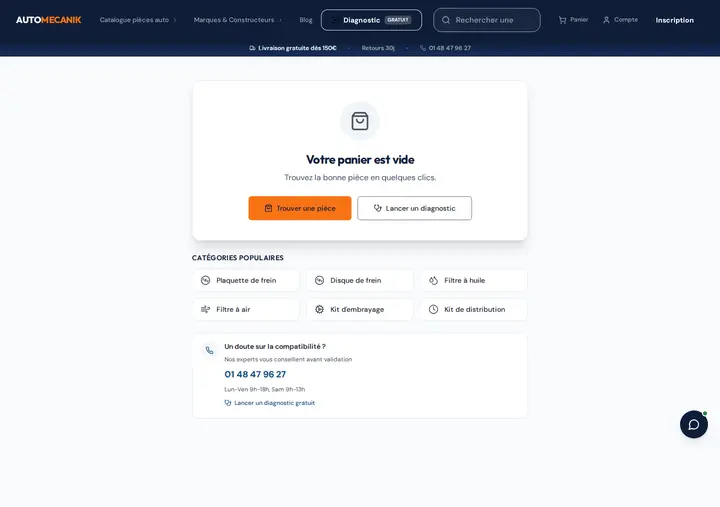 AUTOMECANIK
Catalogue pièces auto
Marques & Constructeurs
Blog
Diagnostic GRATUIT
Rechercher une
Panier
Compte
Inscription
Livraison gratuite dès 150€ · Retours 30j · 01 48 47 96 27
Votre panier est vide
Trouvez la bonne pièce en quelques clics.
Trouver une pièce
Lancer un diagnostic
CATÉGORIES POPULAIRES
Plaquette de frein
Disque de frein
Filtre à huile
Filtre à air
Kit d'embrayage
Kit de distribution
Un doute sur la compatibilité ?
Nos experts vous conseillent avant validation
01 48 47 96 27
Lun-Ven 9h-18h, Sam 9h-13h
Lancer un diagnostic gratuit